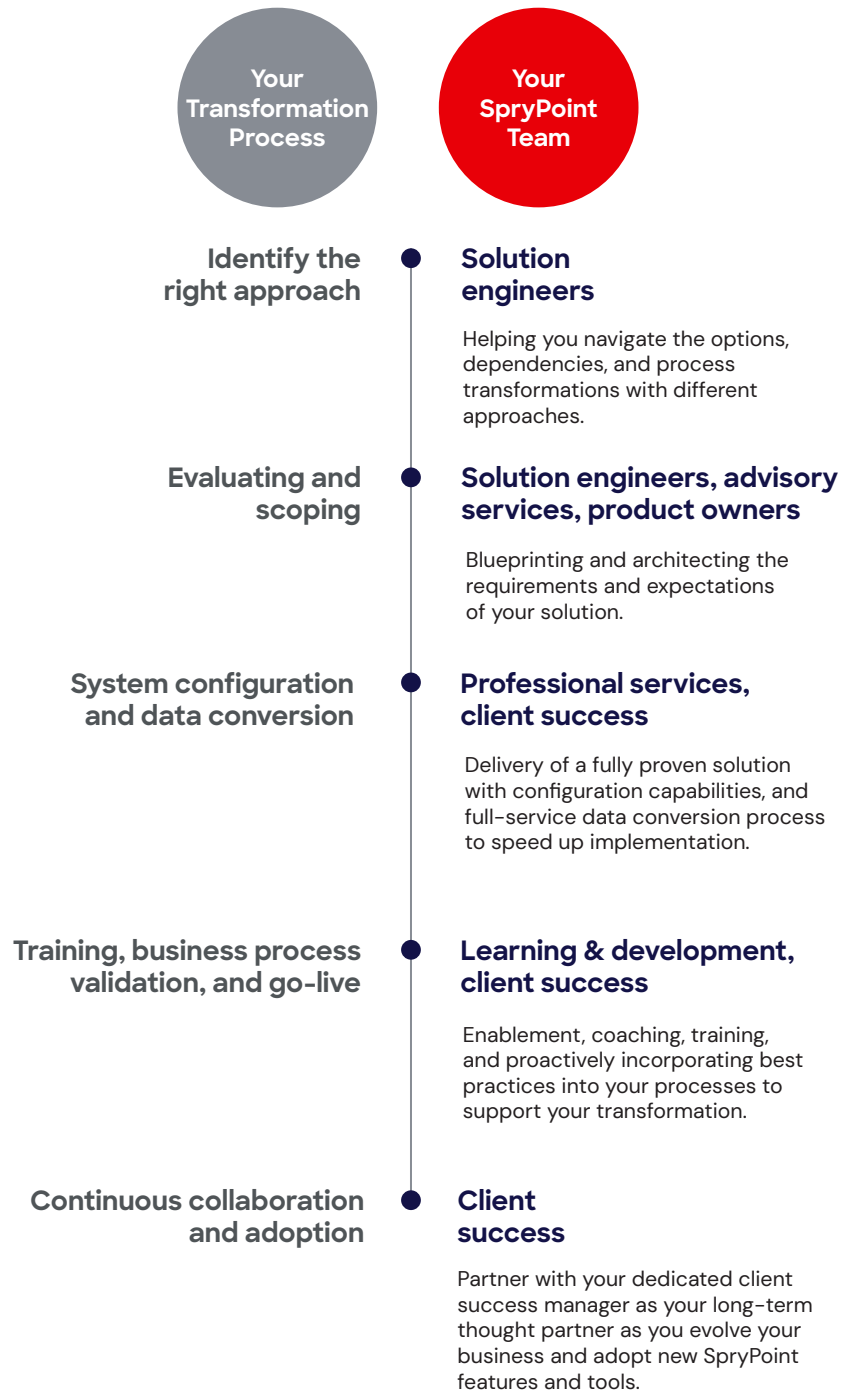 Your
Transformation
Process
Your
SpryPoint
Team
Identify the
right approach
Solution
engineers
Helping you navigate the options,
dependencies, and process
transformations with different
approaches.
Evaluating and
scoping
Solution engineers, advisory
services, product owners
Blueprinting and architecting the
requirements and expectations
of your solution.
System configuration
and data conversion
Professional services,
client success
Delivery of a fully proven solution
with configuration capabilities, and
full-service data conversion process
to speed up implementation.
Training, business process
validation, and go-live
Learning & development,
client success
Enablement, coaching, training,
and proactively incorporating best
practices into your processes to
support your transformation.
Continuous collaboration
and adoption
Client
success
Partner with your dedicated client
success manager as your long-term
thought partner as you evolve your
business and adopt new SpryPoint
features and tools.